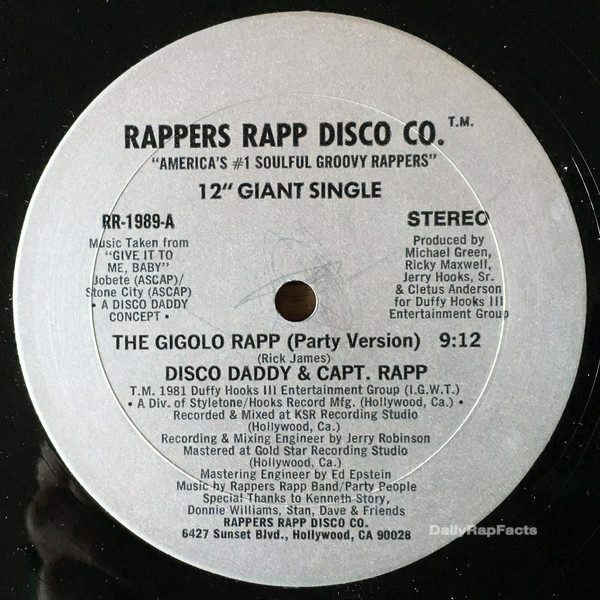 RAPPERS RAPP DISCO CO. T.M.
"AMERICA'S #1 SOULFUL GROOVY RAPPERS"
12" GIANT SINGLE
RR-1989-A
Music Taken from
"GIVE IT TO
ME, BABY"
Jobete (ASCAP)/
Stone City (ASCAP)
• A DISCO DADDY
CONCEPT •
STEREO
Produced by
Michael Green,
Ricky Maxwell,
Jerry Hooks, Sr.
& Cletus Anderson
for Duffy Hooks III
Entertainment Group
THE GIGOLO RAPP (Party Version) 9:12
(Rick James)
DISCO DADDY & CAPT. RAPP
T.M. 1981 Duffy Hooks III Entertainment Group (I.G.W.T.)
• A Div. of Styletone/Hooks Record Mfg. (Hollywood, Ca.) •
Recorded & Mixed at KSR Recording Studio
(Hollywood, Ca.)
Recording & Mixing Engineer by Jerry Robinson
Mastered at Gold Star Recording Studio
(Hollywood, Ca.)
Mastering Engineer by Ed Epstein
Music by Rappers Rapp Band/Party People
Special Thanks to Kenneth Story,
Donnie Williams, Stan, Dave & Friends
RAPPERS RAPP DISCO CO.
6427 Sunset Blvd., Hollywood, CA 90028
DailyRapFacts